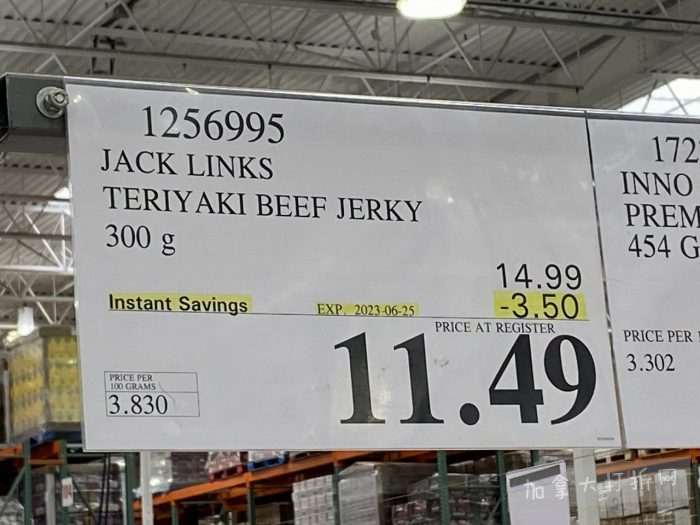 1256995
JACK LINKS
TERIYAKI BEEF JERKY
300 g
14.99
Instant Savings EXP. 2023-06-25 -3.50
PRICE AT REGISTER
11.49
PRICE PER
100 GRAMS
3.830
172
INNO
PREM
454 G
PRICE PER
3.302
加拿大打折网